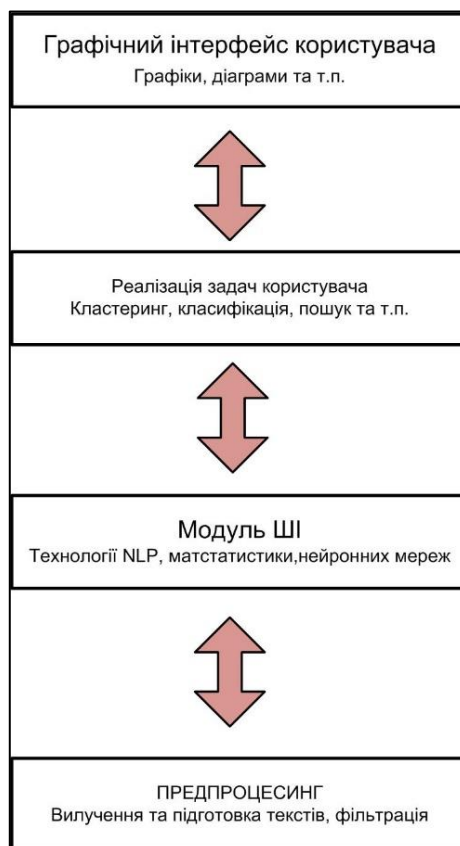 Графічний інтерфейс користувача
Графіки, діаграми та т.п.
Реалізація задач користувача
Кластеринг, класифікація, пошук та т.п.
Модуль ШІ
Технології NLP, матстатистики,нейронних мереж
ПРЕДПРОЦЕСИНГ
Вилучення та підготовка текстів, фільтрація